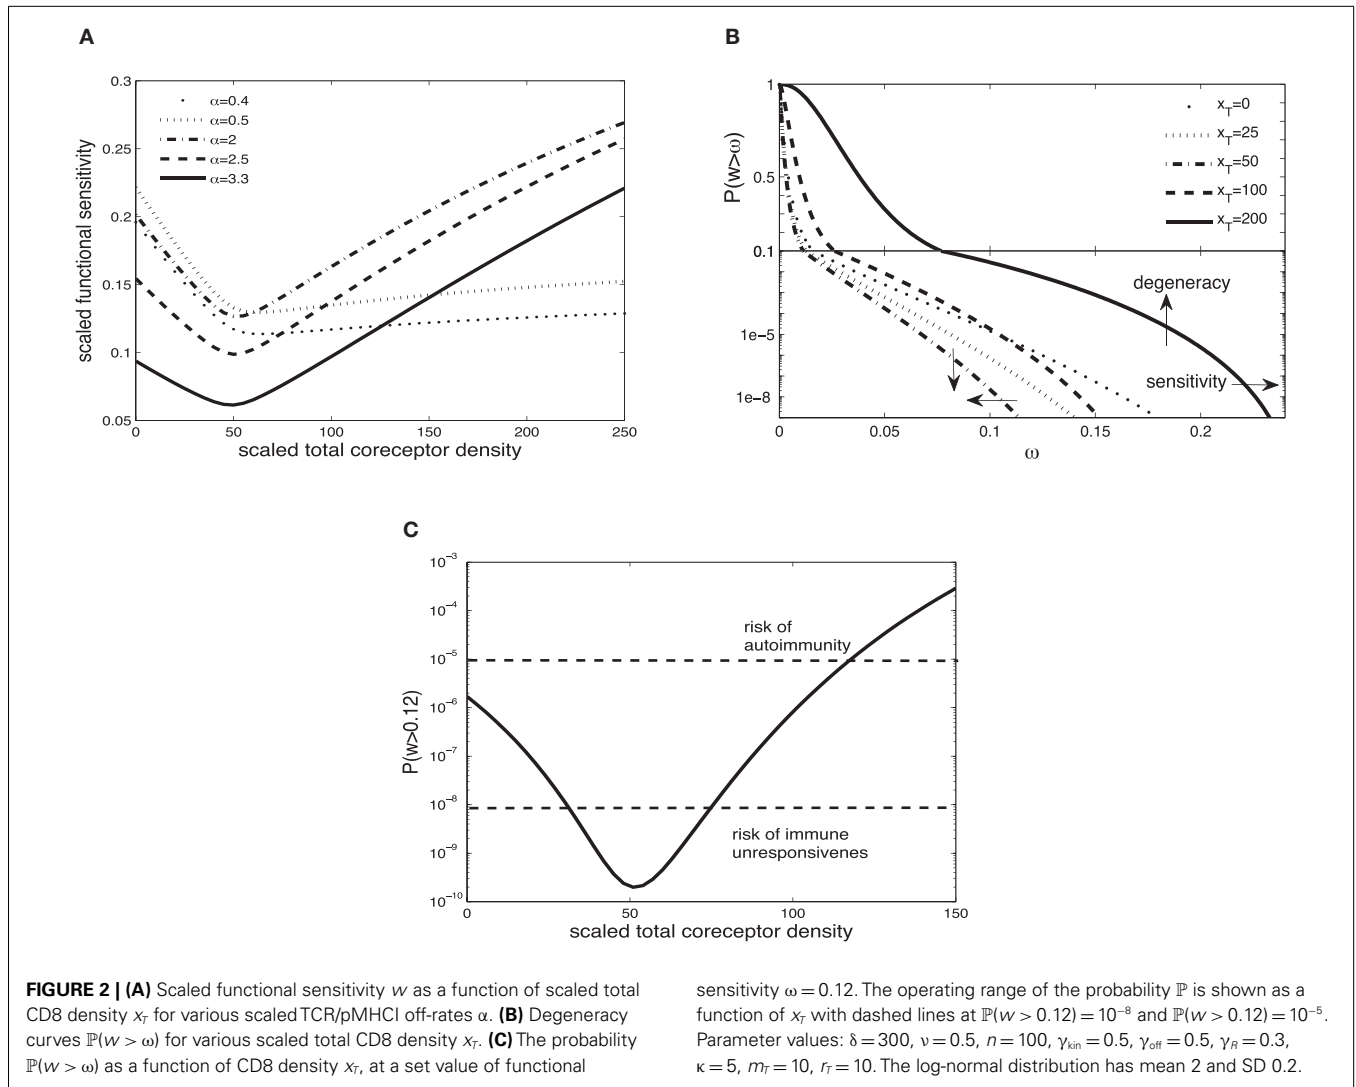 A
0.3
0.25
0.2
0.15
0.1
0.05
scaled functional sensitivity
α=0.4
α=0.5
α=2
α=2.5
α=3.3
0 50 100 150 200 250
scaled total coreceptor density
B
1
0.5
0.1
1e-5
1e-8
P(w>ω)
x_T=0
x_T=25
x_T=50
x_T=100
x_T=200
degeneracy
sensitivity
0 0.05 0.1 0.15 0.2
ω
C
10⁻³
10⁻⁴
10⁻⁵
10⁻⁶
10⁻⁷
10⁻⁸
10⁻⁹
10⁻¹⁰
P(w>0.12)
risk of
autoimmunity
risk of immune
unresponsivenes
0 50 100 150
scaled total coreceptor density
FIGURE 2 | (A) Scaled functional sensitivity w as a function of scaled total
CD8 density x_T for various scaled TCR/pMHCI off-rates α. (B) Degeneracy
curves ℙ(w > ω) for various scaled total CD8 density x_T. (C) The probability
ℙ(w > ω) as a function of CD8 density x_T, at a set value of functional
sensitivity ω = 0.12. The operating range of the probability ℙ is shown as a
function of x_T with dashed lines at ℙ(w > 0.12) = 10⁻⁸ and ℙ(w > 0.12) = 10⁻⁵.
Parameter values: δ = 300, ν = 0.5, n = 100, γ_kin = 0.5, γ_off = 0.5, γ_R = 0.3,
κ = 5, m_T = 10, r_T = 10. The log-normal distribution has mean 2 and SD 0.2.